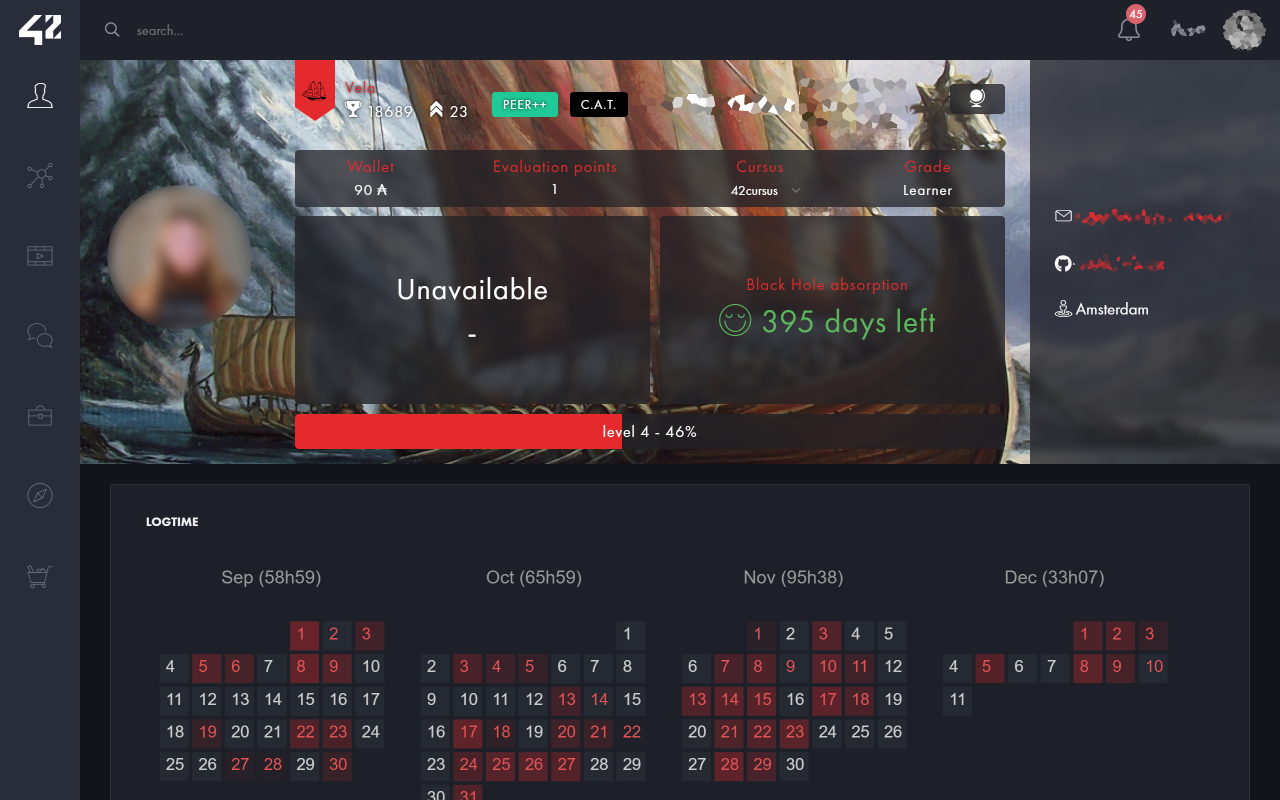 42
search...
45
Vela
18689 23 PEER++ C.A.T.
Wallet Evaluation points Cursus Grade
90 ₳ 1 42cursus Learner
Unavailable
-
Black Hole absorption
395 days left
Amsterdam
level 4 - 46%
LOGTIME
Sep (58h59) Oct (65h59) Nov (95h38) Dec (33h07)
1 2 3 1 1 2 3 4 5 1 2 3
4 5 6 7 8 9 10 2 3 4 5 6 7 8 6 7 8 9 10 11 12 4 5 6 7 8 9 10
11 12 13 14 15 16 17 9 10 11 12 13 14 15 13 14 15 16 17 18 19 11
18 19 20 21 22 23 24 16 17 18 19 20 21 22 20 21 22 23 24 25 26
25 26 27 28 29 30 23 24 25 26 27 28 29 27 28 29 30
30 31